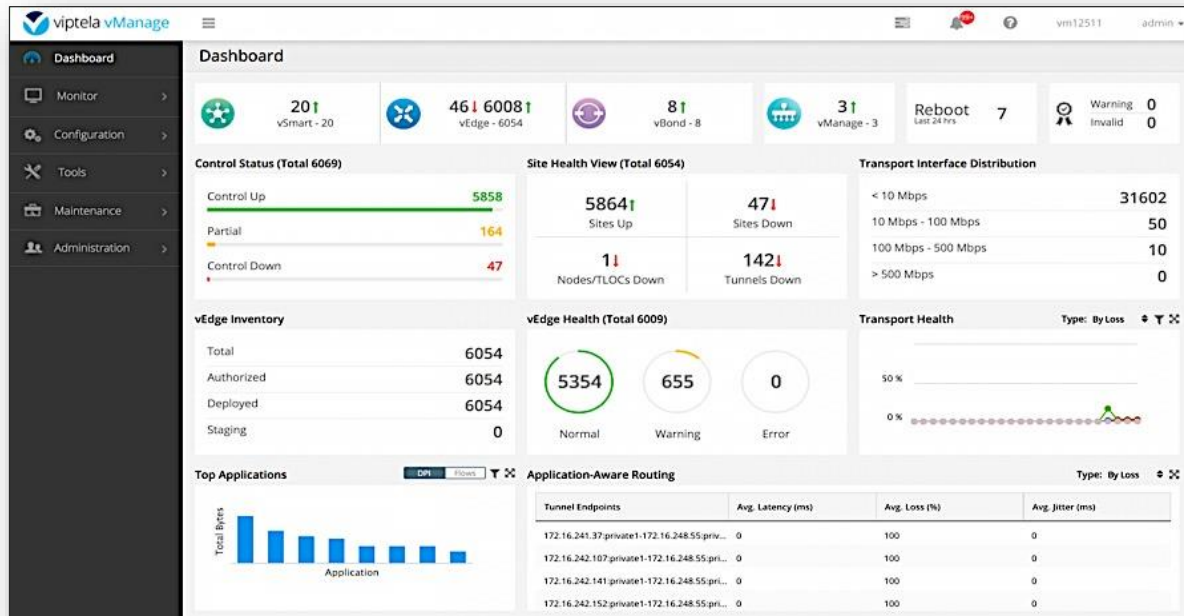 viptela vManage
99+
vm12511
admin
Dashboard
Monitor
Configuration
Tools
Maintenance
Administration
Dashboard
20
vSmart - 20
46 6008
vEdge - 6054
8
vBond - 8
3
vManage - 3
Reboot 7
Last 24 hrs
Warning 0
Invalid 0
Control Status (Total 6069)
Control Up 5858
Partial 164
Control Down 47
Site Health View (Total 6054)
5864
Sites Up
47
Sites Down
1
Nodes/TLOCs Down
142
Tunnels Down
Transport Interface Distribution
< 10 Mbps 31602
10 Mbps - 100 Mbps 50
100 Mbps - 500 Mbps 10
> 500 Mbps 0
vEdge Inventory
Total 6054
Authorized 6054
Deployed 6054
Staging 0
vEdge Health (Total 6009)
5354
Normal
655
Warning
0
Error
Transport Health
Type: By Loss
50 %
0 %
Top Applications
DPI Flows
Total Bytes
Application
Application-Aware Routing
Type: By Loss
Tunnel Endpoints Avg. Latency (ms) Avg. Loss (%) Avg. Jitter (ms)
172.16.241.37:private1-172.16.248.55:priv... 0 100 0
172.16.242.107:private1-172.16.248.55:pri... 0 100 0
172.16.242.141:private1-172.16.248.55:pri... 0 100 0
172.16.242.152:private1-172.16.248.55:pri... 0 100 0